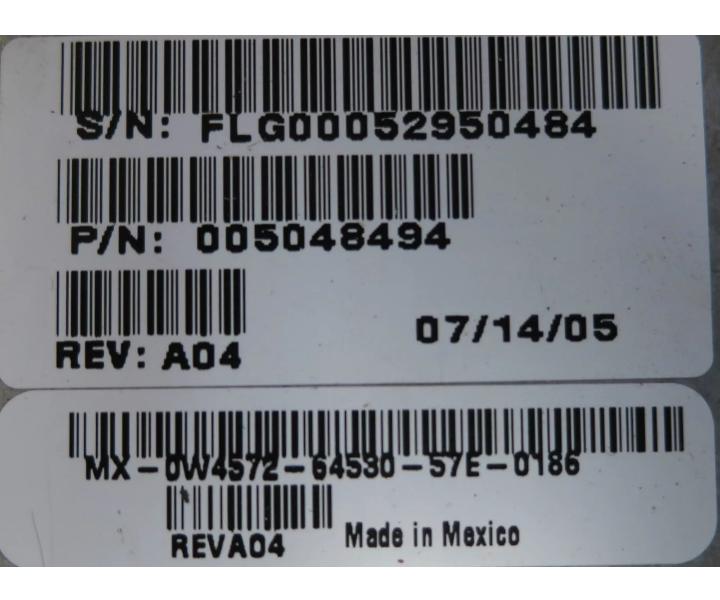 S/N: FLG00052950484
P/N: 005048494
07/14/05
REV: A04
MX-0W4572-64530-57E-0186
REVA04
Made in Mexico